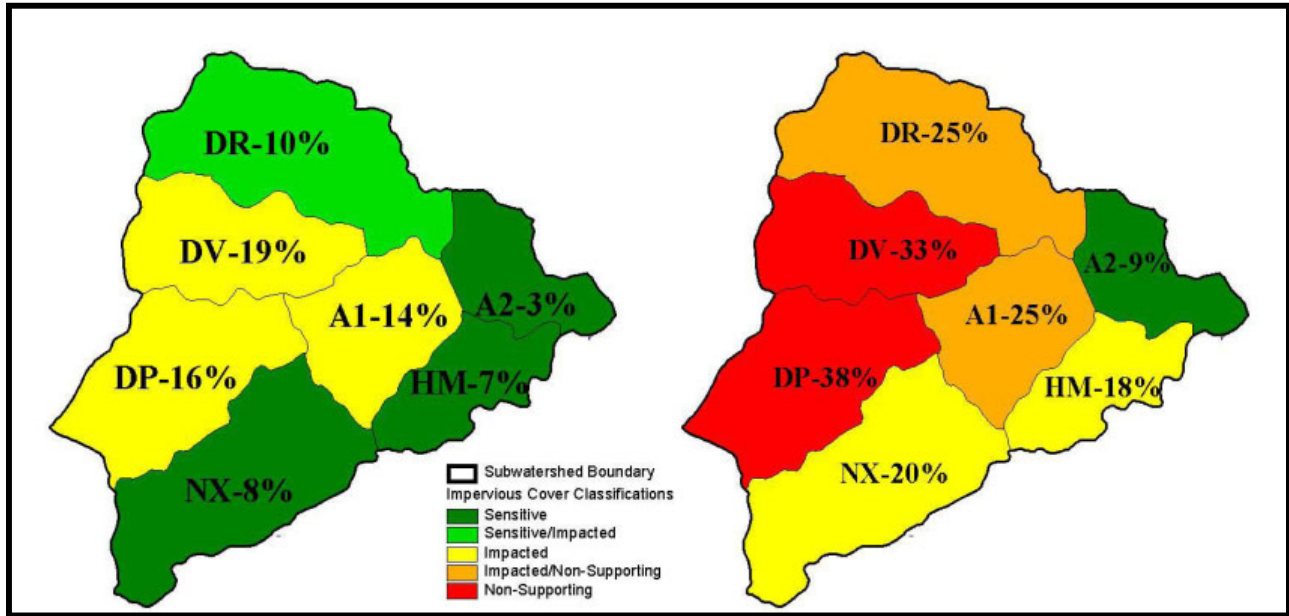 DR-10%
DV-19%
A1-14%
A2-3%
DP-16%
HM-7%
NX-8%
Subwatershed Boundary
Impervious Cover Classifications
Sensitive
Sensitive/Impacted
Impacted
Impacted/Non-Supporting
Non-Supporting
DR-25%
DV-33%
A2-9%
A1-25%
DP-38%
HM-18%
NX-20%